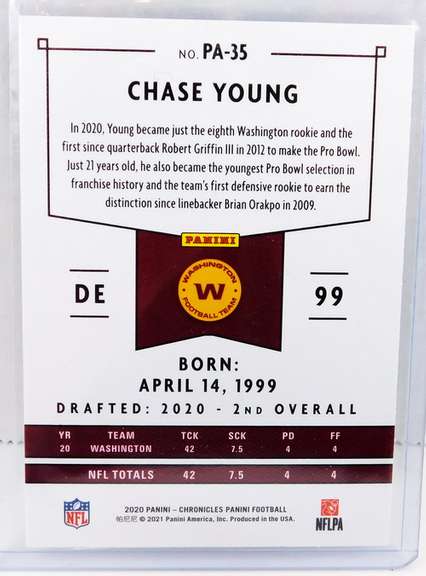 NO. PA-35
CHASE YOUNG
In 2020, Young became just the eighth Washington rookie and the
first since quarterback Robert Griffin III in 2012 to make the Pro Bowl.
Just 21 years old, he also became the youngest Pro Bowl selection in
franchise history and the team's first defensive rookie to earn the
distinction since linebacker Brian Orakpo in 2009.
PANINI
WASHINGTON
DE W 99
FOOTBALL TEAM
BORN:
APRIL 14, 1999
DRAFTED: 2020 - 2ND OVERALL
YR TEAM TCK SCK PD FF
20 WASHINGTON 42 7.5 4 4
NFL TOTALS 42 7.5 4 4
2020 PANINI – CHRONICLES PANINI FOOTBALL
帕尼尼 © 2021 Panini America, Inc. Produced in the USA.
NFL
NFLPA